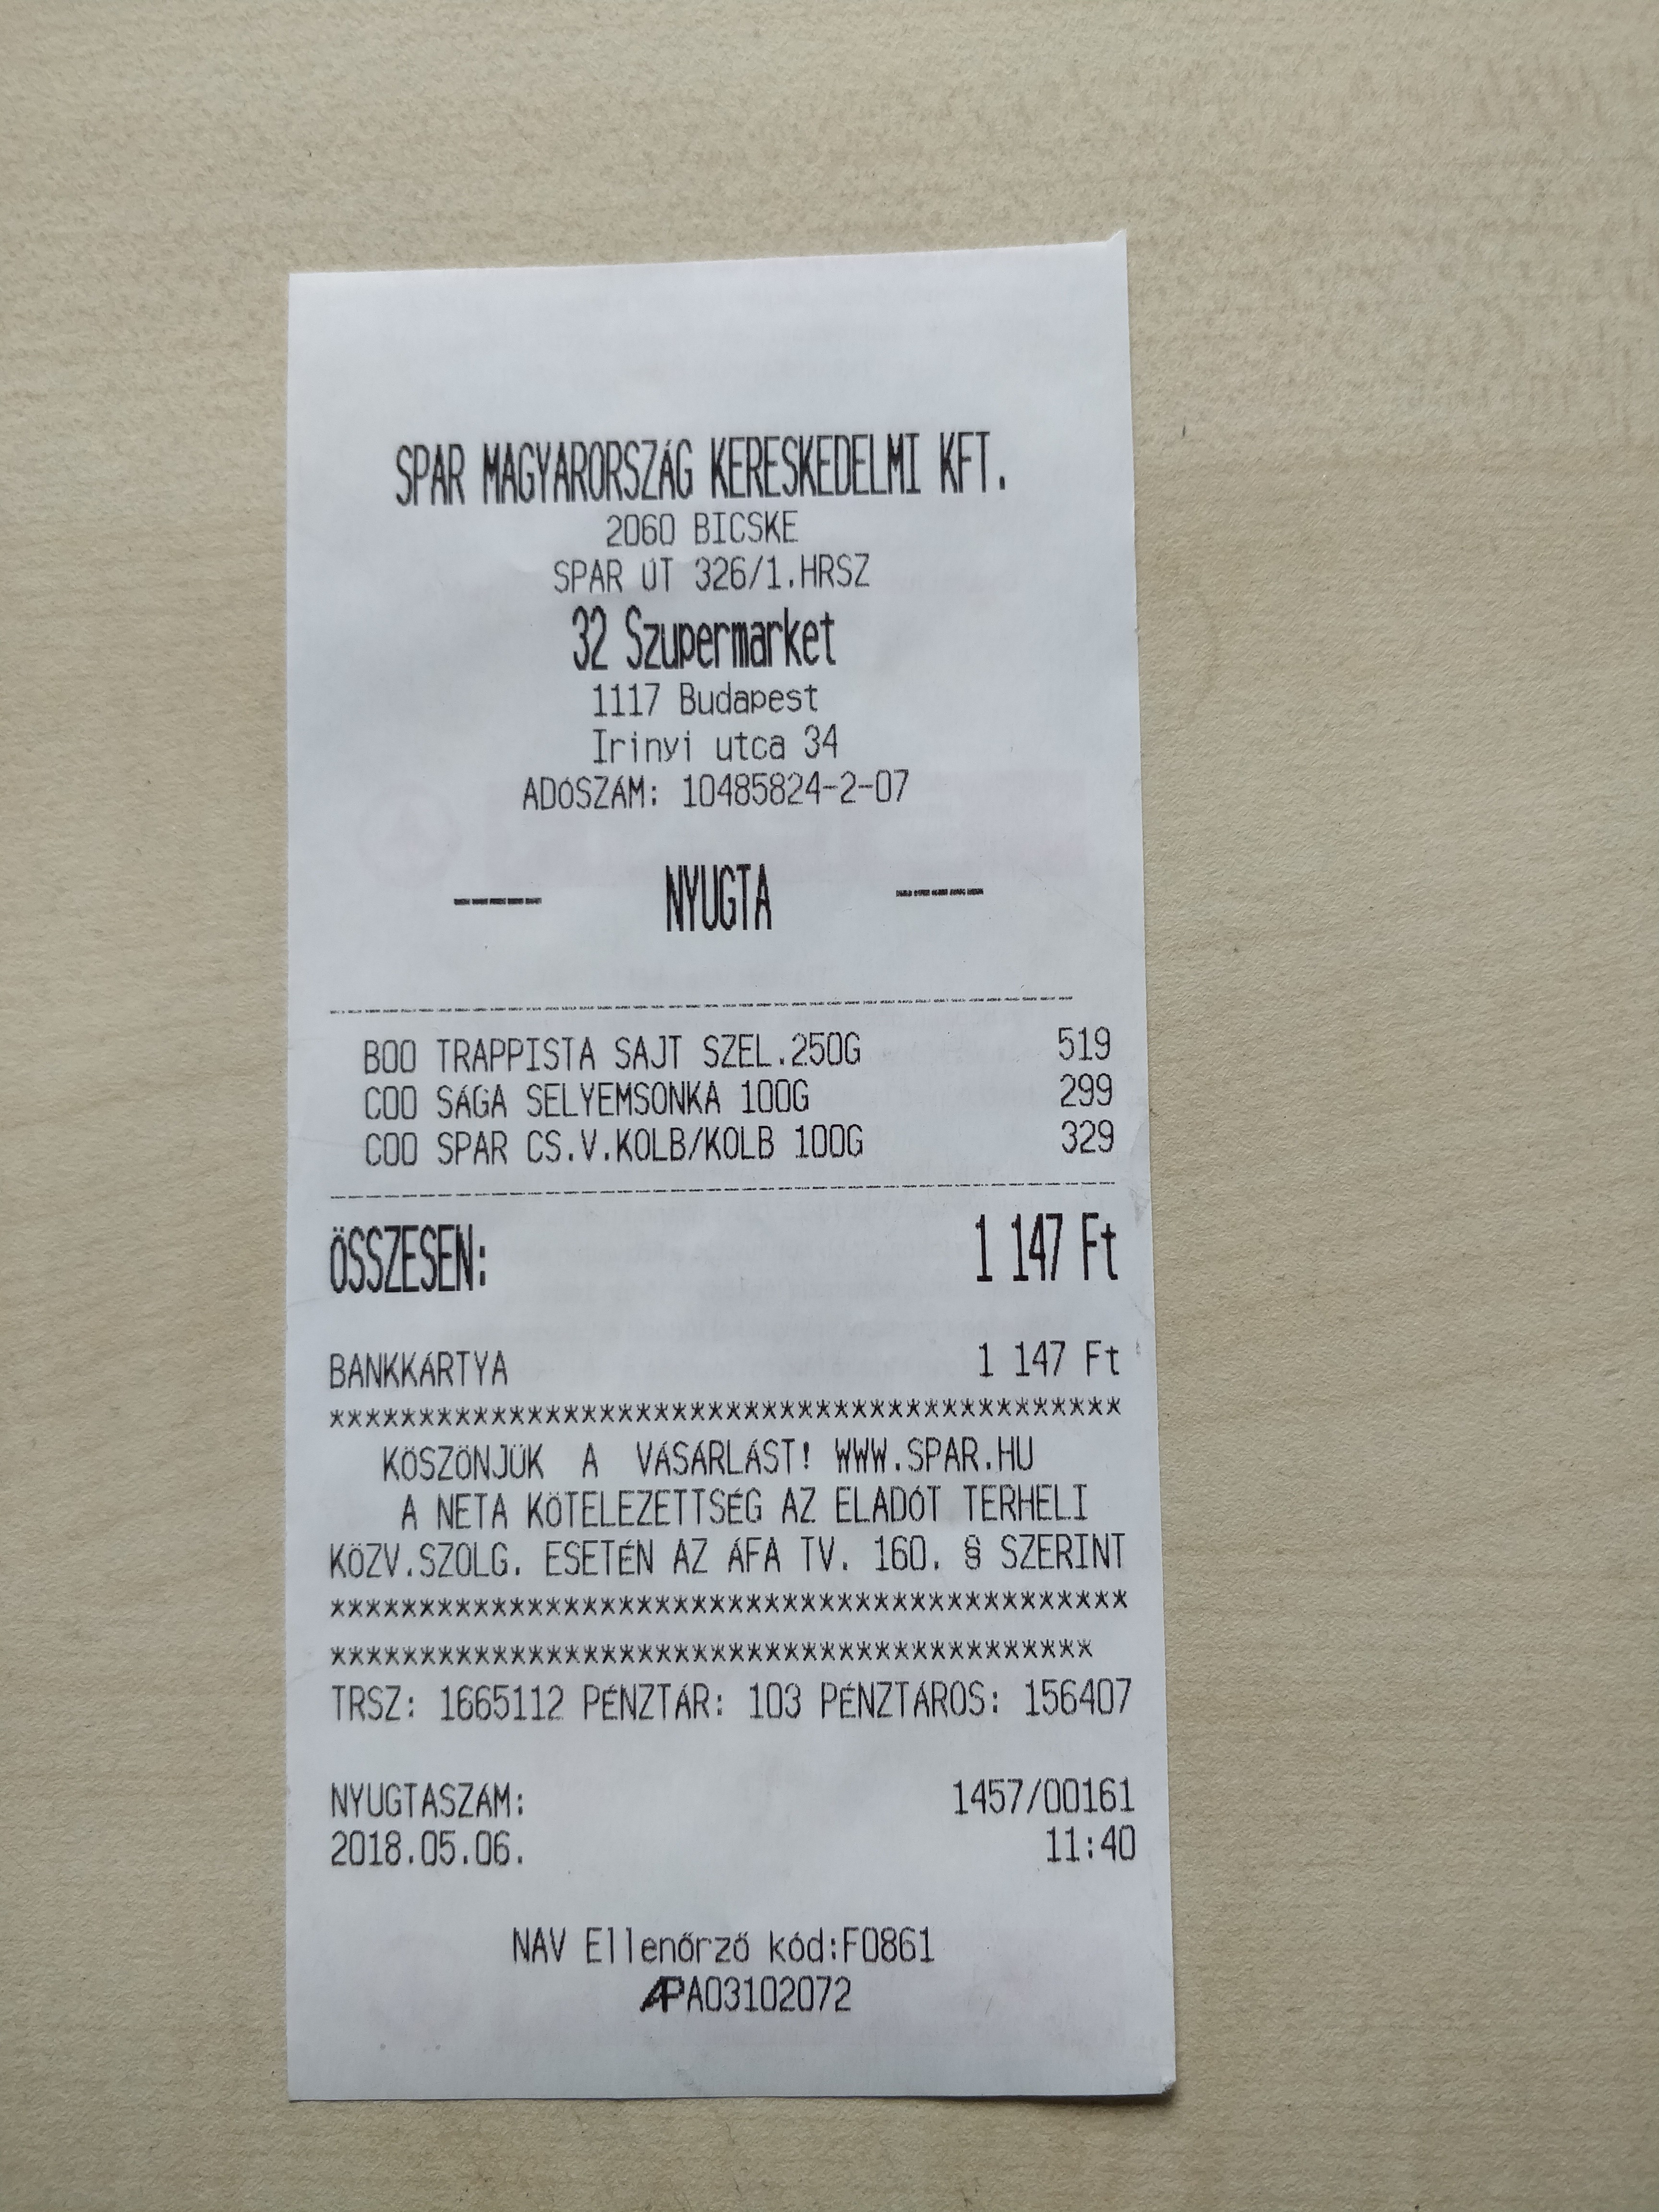 SPAR MAGYARORSZÁG KERESKEDELMI KFT.
2060 BICSKE
SPAR ÚT 326/1.HRSZ
32 Szupermarket
1117 Budapest
Irinyi utca 34
ADÓSZÁM: 10485824-2-07
---- NYUGTA ----
B00 TRAPPISTA SAJT SZEL.250G 519
C00 SÁGA SELYEMSONKA 100G 299
C00 SPAR CS.V.KOLB/KOLB 100G 329
ÖSSZESEN: 1 147 Ft
BANKKÁRTYA 1 147 Ft
********************************************
KÖSZÖNJÜK A VÁSÁRLÁST! WWW.SPAR.HU
A NETA KÖTELEZETTSÉG AZ ELADÓT TERHELI
KÖZV.SZOLG. ESETÉN AZ ÁFA TV. 160. § SZERINT
********************************************
******************************************
TRSZ: 1665112 PÉNZTÁR: 103 PÉNZTÁROS: 156407
NYUGTASZÁM: 1457/00161
2018.05.06. 11:40
NAV Ellenőrző kód:F0861
APA03102072